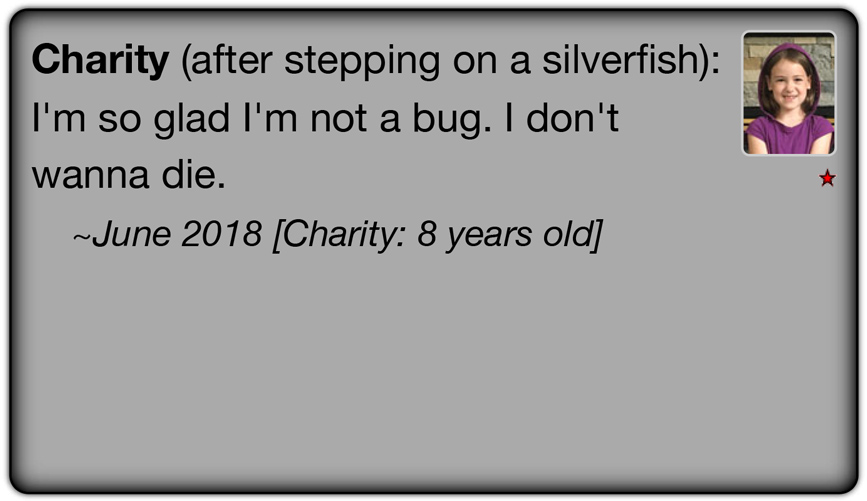 Charity (after stepping on a silverfish):
I'm so glad I'm not a bug. I don't
wanna die.
~June 2018 [Charity: 8 years old]